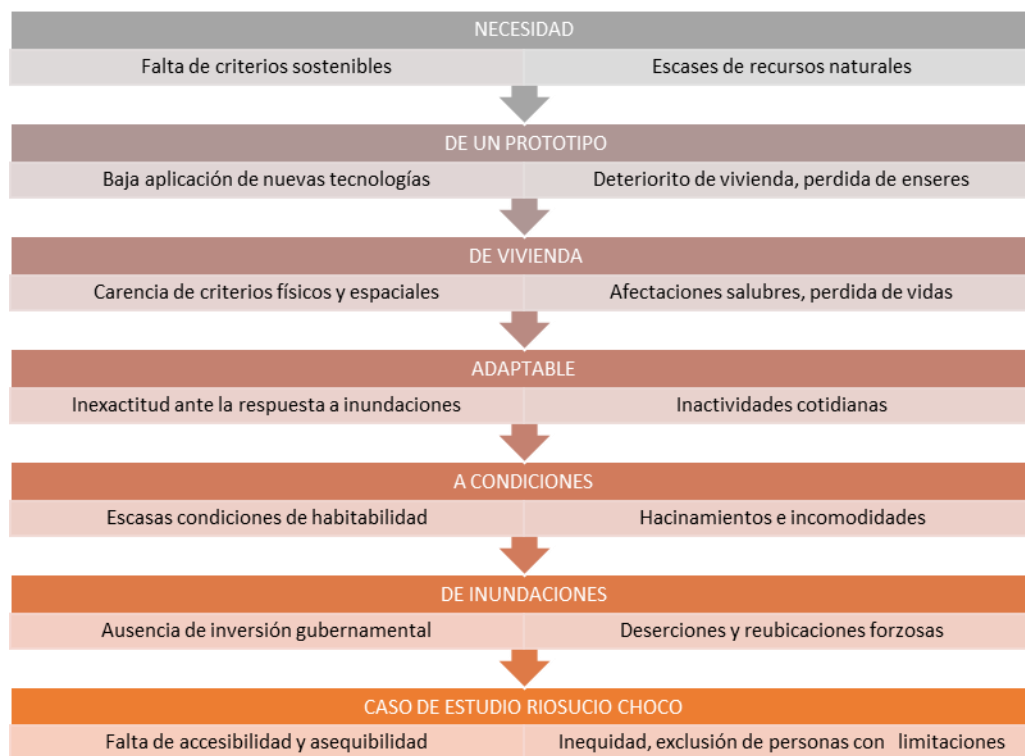 NECESIDAD
Falta de criterios sostenibles
Escases de recursos naturales
DE UN PROTOTIPO
Baja aplicación de nuevas tecnologías
Deteriorito de vivienda, perdida de enseres
DE VIVIENDA
Carencia de criterios físicos y espaciales
Afectaciones salubres, perdida de vidas
ADAPTABLE
Inexactitud ante la respuesta a inundaciones
Inactividades cotidianas
A CONDICIONES
Escasas condiciones de habitabilidad
Hacinamientos e incomodidades
DE INUNDACIONES
Ausencia de inversión gubernamental
Deserciones y reubicaciones forzosas
CASO DE ESTUDIO RIOSUCIO CHOCO
Falta de accesibilidad y asequibilidad
Inequidad, exclusión de personas con limitaciones